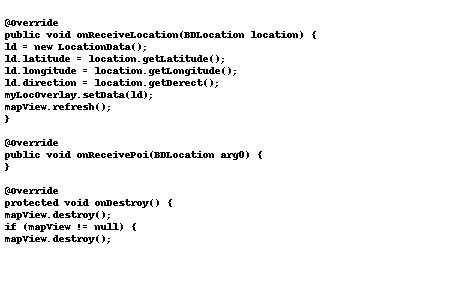 @Override
public void onReceiveLocation(BDLocation location) {
ld = new LocationData();
ld.latitude = location.getLatitude();
ld.longitude = location.getLongitude();
ld.direction = location.getDerect();
myLocOverlay.setData(ld);
mapView.refresh();
}
@Override
public void onReceivePoi(BDLocation arg0) {
}
@Override
protected void onDestroy() {
mapView.destroy();
if (mapView != null) {
mapView.destroy();